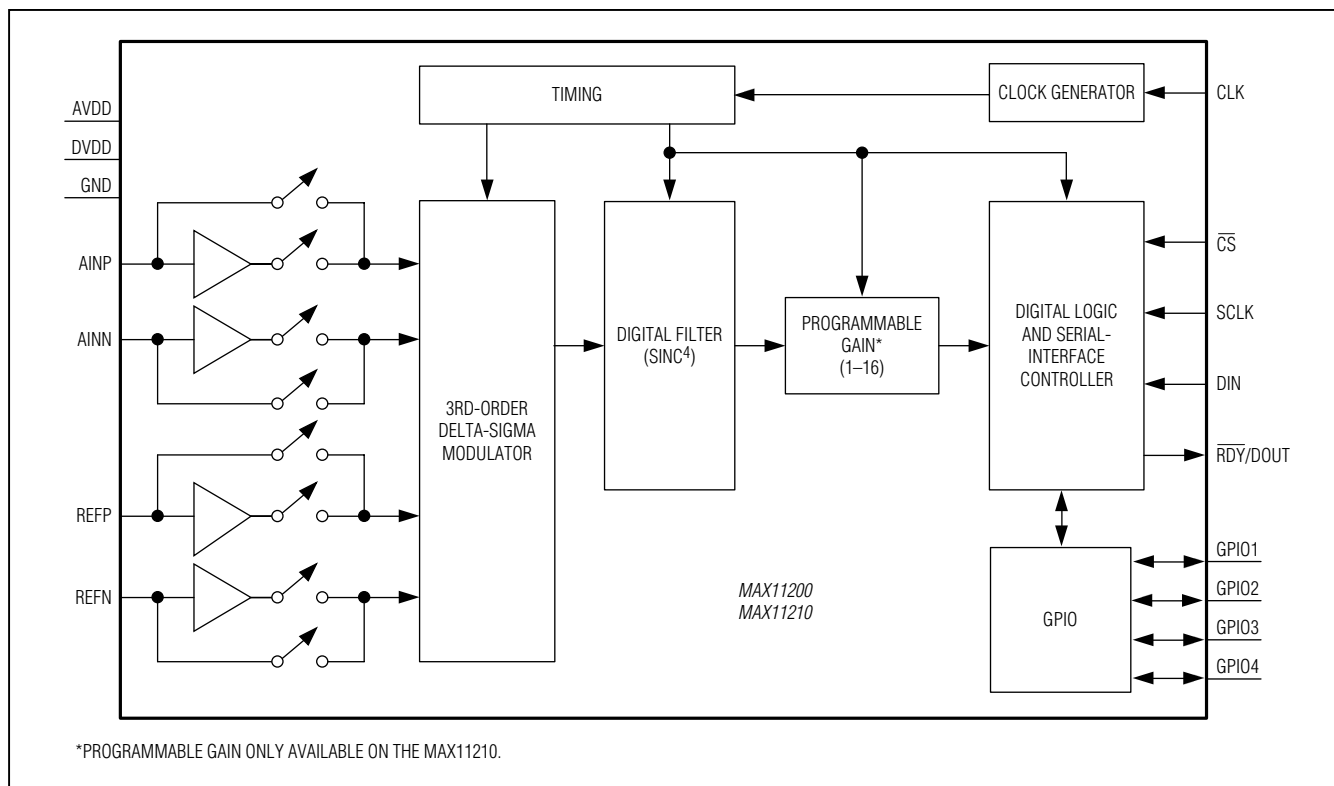 TIMING
CLOCK GENERATOR
CLK
AVDD
DVDD
GND
AINP
AINN
REFP
REFN
3RD-ORDER
DELTA-SIGMA
MODULATOR
DIGITAL FILTER
(SINC⁴)
PROGRAMMABLE
GAIN*
(1–16)
DIGITAL LOGIC
AND SERIAL-
INTERFACE
CONTROLLER
C̅S̅
SCLK
DIN
R̅D̅Y̅/DOUT
GPIO
GPIO1
GPIO2
GPIO3
GPIO4
MAX11200
MAX11210
*PROGRAMMABLE GAIN ONLY AVAILABLE ON THE MAX11210.